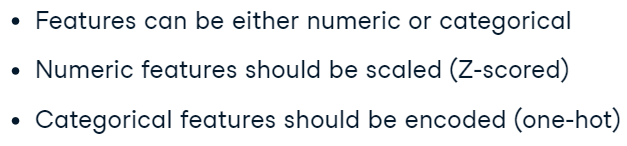 • Features can be either numeric or categorical
• Numeric features should be scaled (Z-scored)
• Categorical features should be encoded (one-hot)